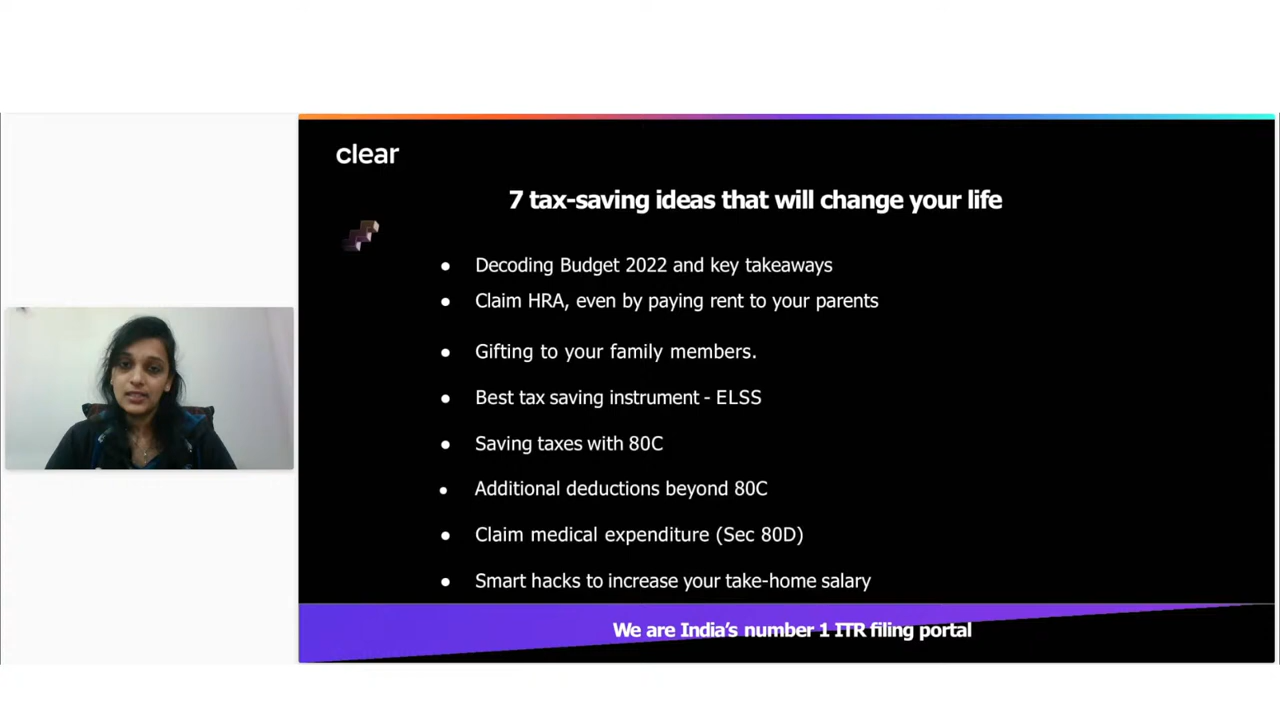 clear
7 tax-saving ideas that will change your life
● Decoding Budget 2022 and key takeaways
● Claim HRA, even by paying rent to your parents
● Gifting to your family members.
● Best tax saving instrument - ELSS
● Saving taxes with 80C
● Additional deductions beyond 80C
● Claim medical expenditure (Sec 80D)
● Smart hacks to increase your take-home salary
We are India’s number 1 ITR filing portal